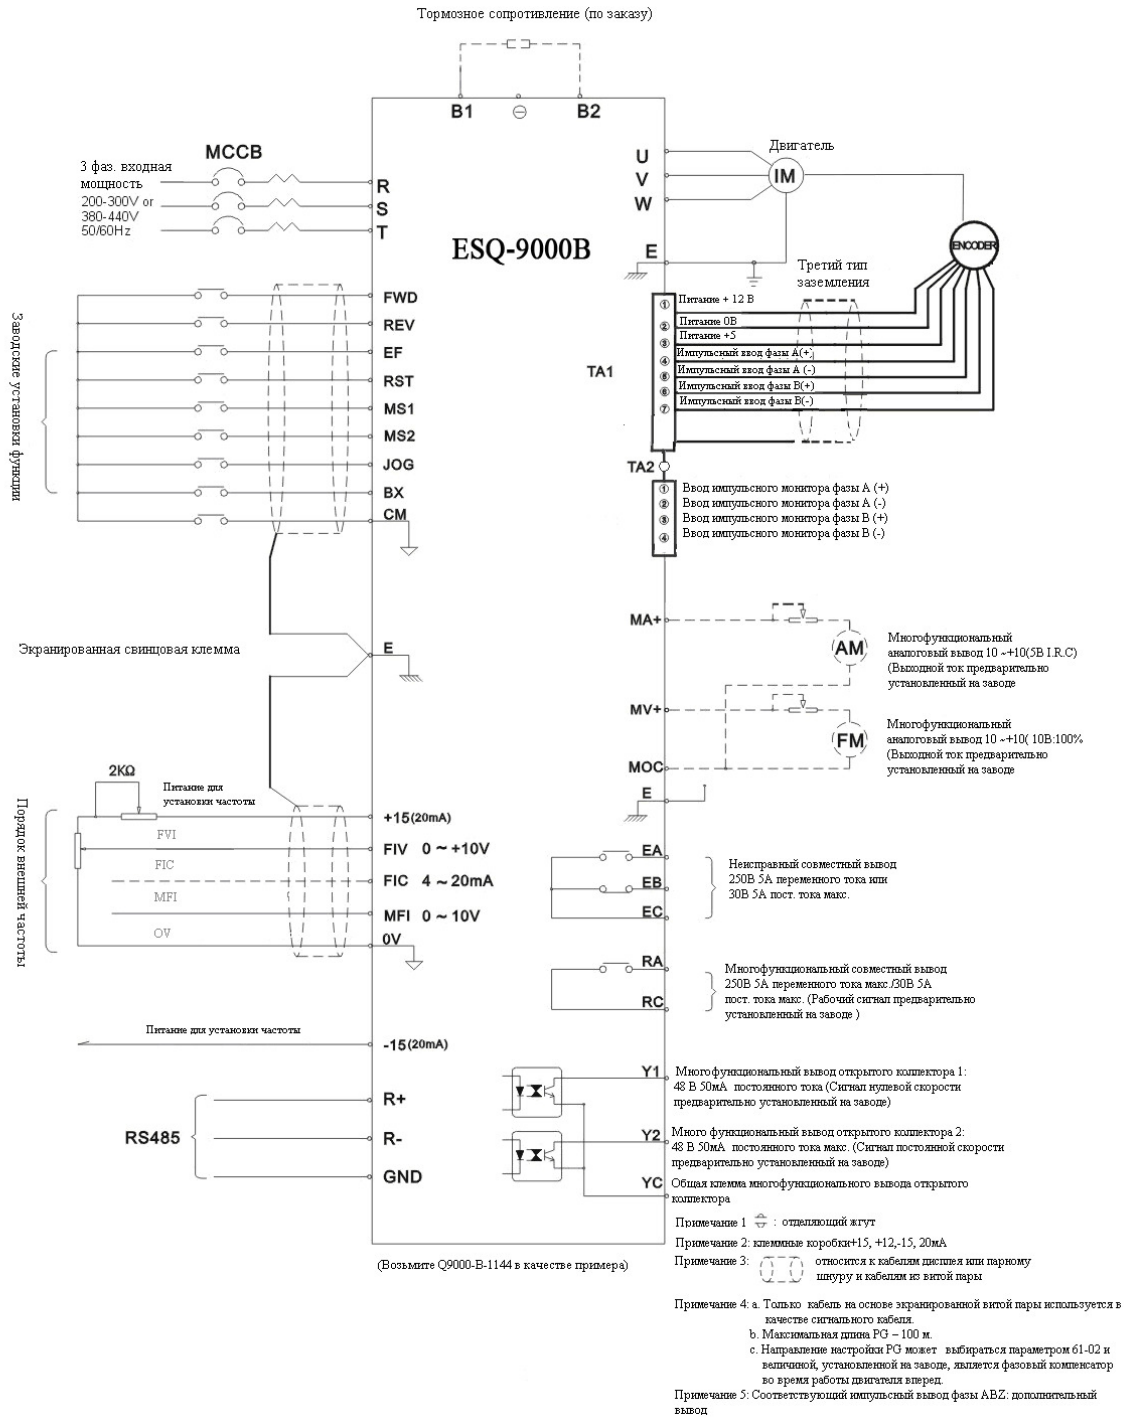 Тормозное сопротивление (по заказу)
B1
B2
MCCB
3 фаз. входная
мощность
200-300V or
380-440V
50/60Hz
R
S
T
U
V
W
E
Двигатель
IM
ESQ-9000B
ENCODER
Третий тип
заземления
Заводские установки функции
FWD
REV
EF
RST
MS1
MS2
JOG
BX
CM
TA1
① Питание + 12 В
② Питание 0В
③ Питание +5
④ Импульсный ввод фазы А(+)
⑤ Импульсный ввод фазы А (-)
⑥ Импульсный ввод фазы В(+)
⑦ Импульсный ввод фазы В(-)
TA2
① Ввод импульсного монитора фазы А (+)
② Ввод импульсного монитора фазы А (-)
③ Ввод импульсного монитора фазы В (+)
④ Ввод импульсного монитора фазы В (-)
Экранированная свинцовая клемма
E
MA+
AM
Многофункциональный
аналоговый вывод 10 ~+10(5В I.R.C)
(Выходной ток предварительно
установленный на заводе
MV+
FM
Многофункциональный
аналоговый вывод 10 ~+10( 10В:100%
(Выходной ток предварительно
установленный на заводе
MOC
E
Порядок внешней частоты
2KΩ
Питание для
установки частоты
+15(20mA)
FVI
FIV 0 ~ +10V
FIC
FIC 4 ~ 20mA
MFI
MFI 0 ~ 10V
OV
0V
EA
EB
EC
Неисправный совместный вывод
250В 5А переменного тока или
30В 5А пост. тока макс.
RA
RC
Многофункциональный совместный вывод
250В 5А переменного тока макс./30В 5А
пост. тока макс. (Рабочий сигнал предварительно
установленный на заводе )
Питание для установки частоты
-15(20mA)
RS485
R+
R-
GND
Y1
Многофункциональный вывод открытого коллектора 1:
48 В 50мА постоянного тока (Сигнал нулевой скорости
предварительно установленный на заводе)
Y2
Много функциональный вывод открытого коллектора 2:
48 В 50мА постоянного тока макс. (Сигнал постоянной скорости
предварительно установленный на заводе)
YC
Общая клемма многофункционального вывода открытого
коллектора
(Возьмите Q9000-B-1144 в качестве примера)
Примечание 1 : отделяющий жгут
Примечание 2: клеммные коробки+15, +12,-15, 20мА
Примечание 3: относится к кабелям дисплея или парному
шнуру и кабелям из витой пары
Примечание 4: а. Только кабель на основе экранированной витой пары используется в
качестве сигнального кабеля.
b. Максимальная длина PG – 100 м.
с. Направление настройки PG может выбираться параметром 61-02 и
величиной, установленной на заводе, является фазовый компенсатор
во время работы двигателя вперед.
Примечание 5: Соответствующий импульсный вывод фазы ABZ: дополнительный
вывод